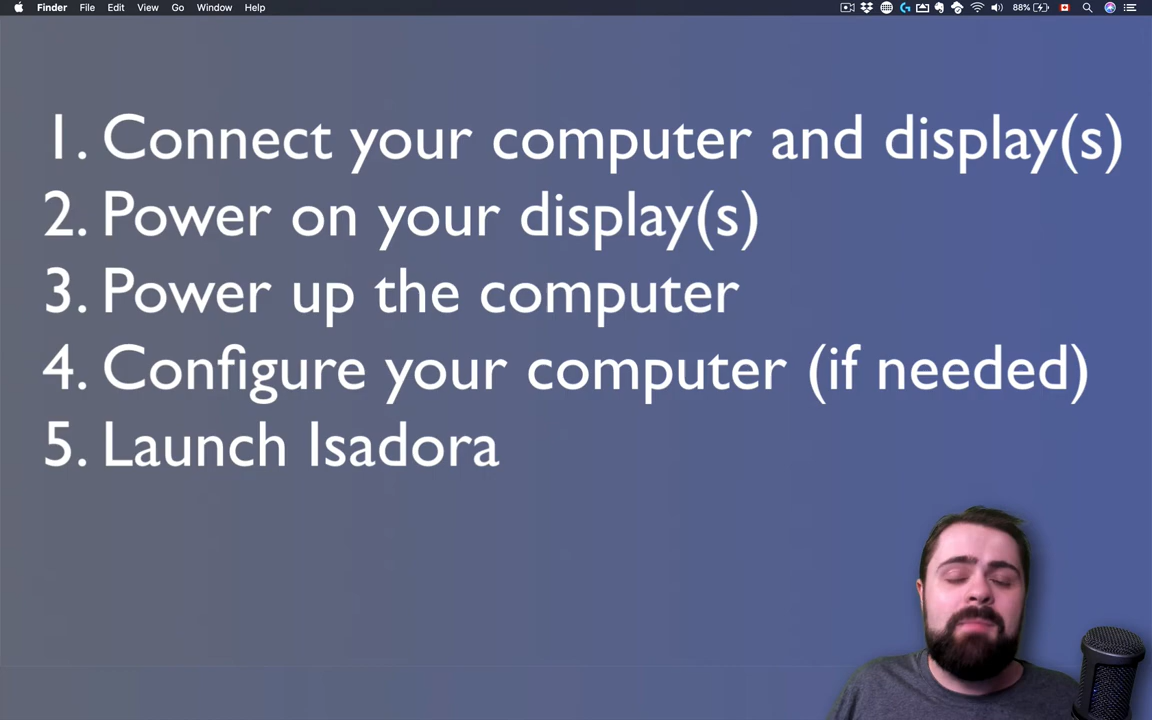 Finder File Edit View Go Window Help 88%
1. Connect your computer and display(s)
2. Power on your display(s)
3. Power up the computer
4. Configure your computer (if needed)
5. Launch Isadora